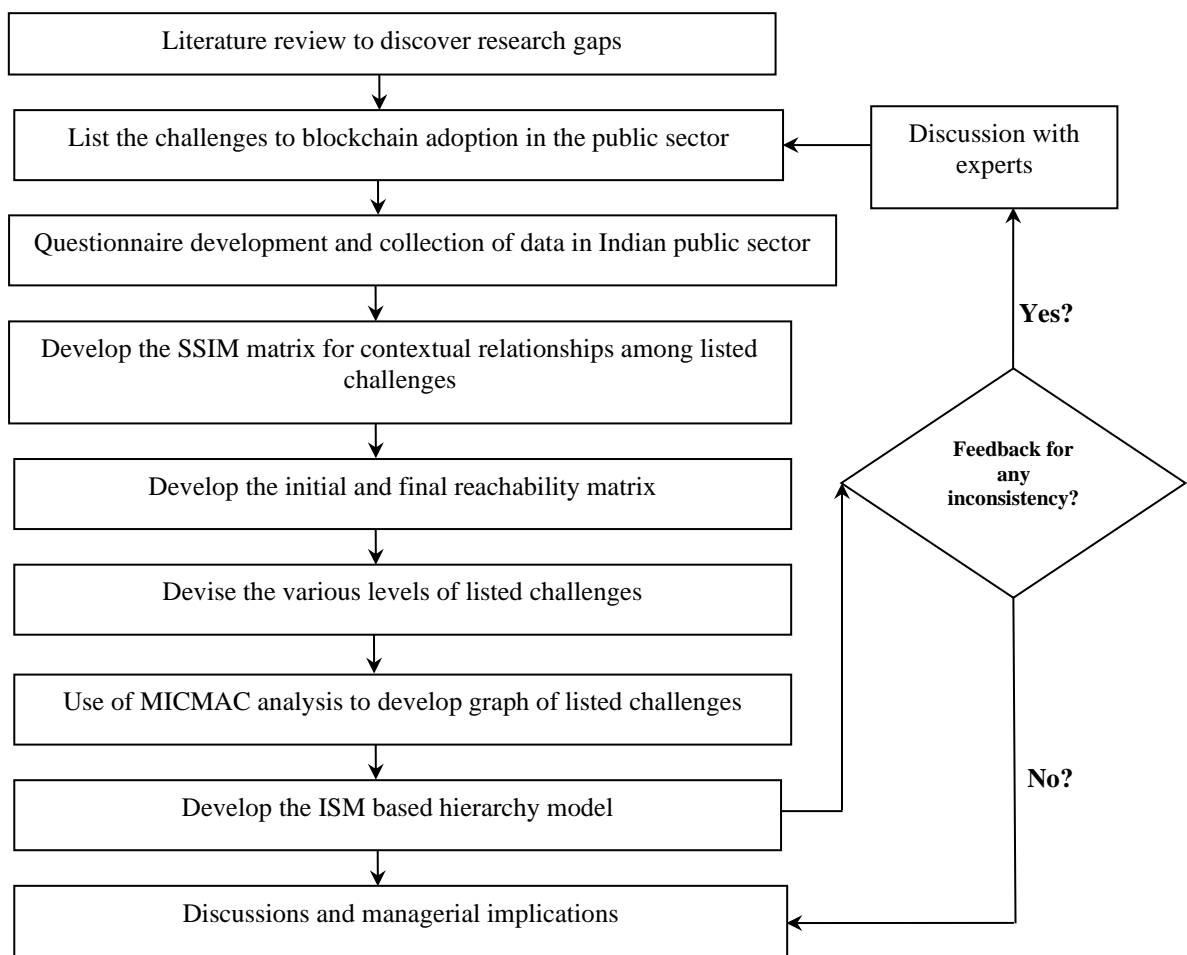 Literature review to discover research gaps
List the challenges to blockchain adoption in the public sector
Discussion with
experts
Questionnaire development and collection of data in Indian public sector
Yes?
Develop the SSIM matrix for contextual relationships among listed
challenges
Feedback for
any
inconsistency?
Develop the initial and final reachability matrix
Devise the various levels of listed challenges
Use of MICMAC analysis to develop graph of listed challenges
No?
Develop the ISM based hierarchy model
Discussions and managerial implications